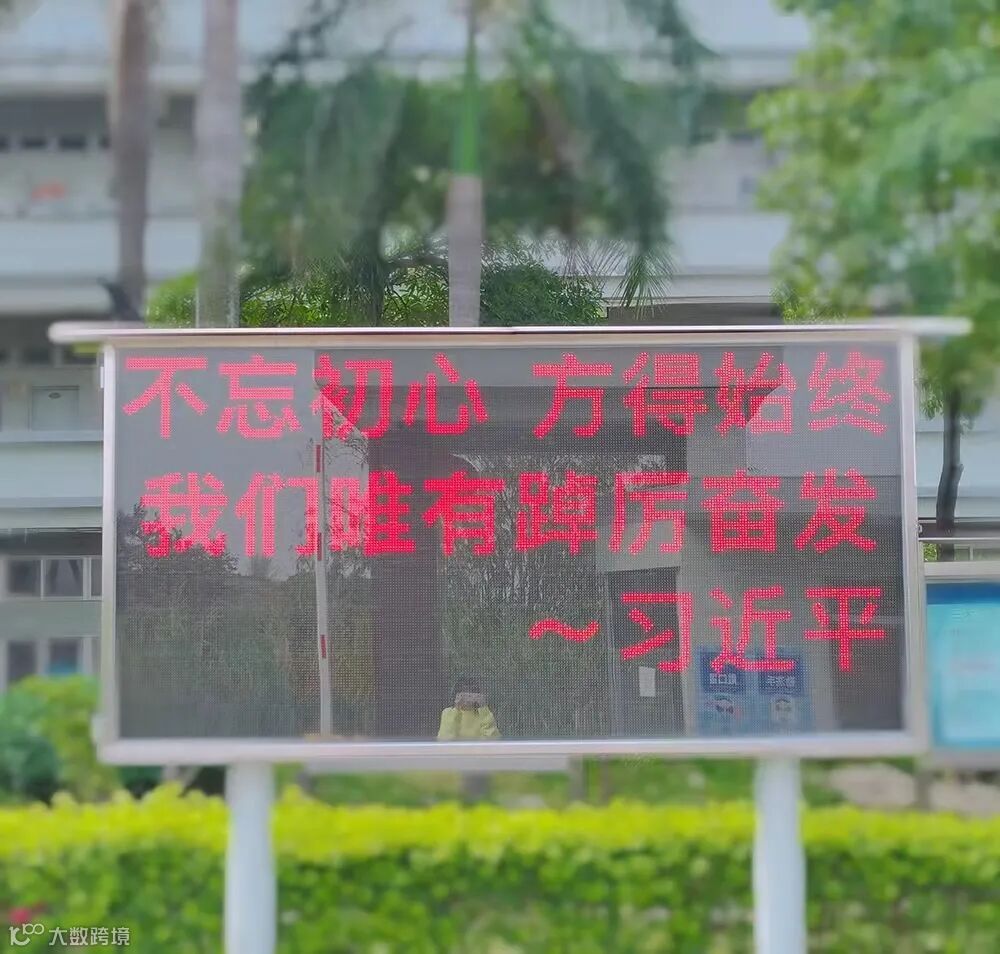 不忘初心 方得始终
我们唯有踔厉奋发
~习近平
大数跨境